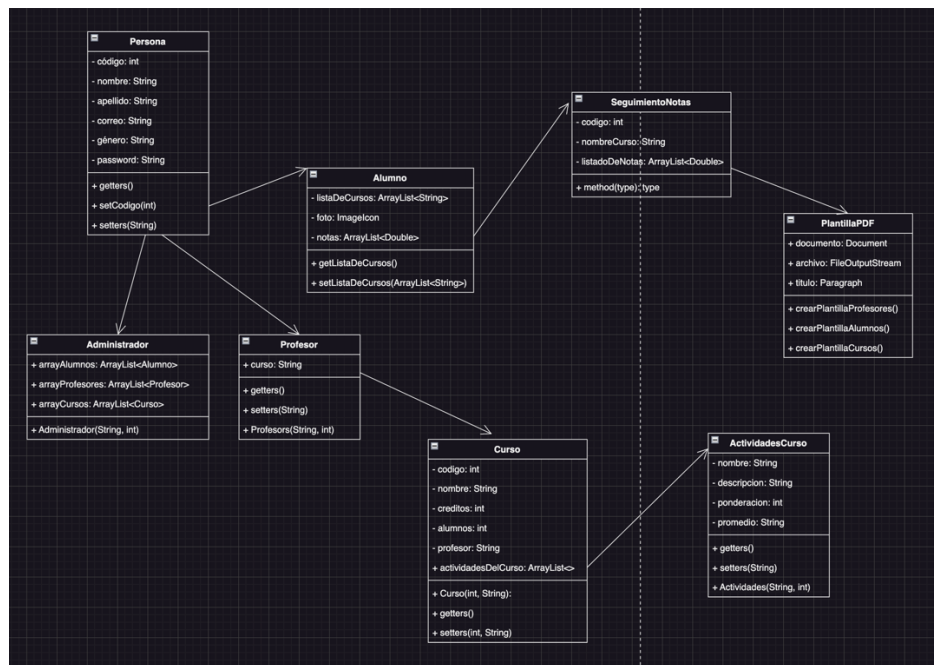 Persona
- código: int
- nombre: String
- apellido: String
- correo: String
- género: String
- password: String
+ getters()
+ setCodigo(int)
+ setters(String)
Alumno
- listaDeCursos: ArrayList<String>
- foto: ImageIcon
- notas: ArrayList<Double>
+ getListaDeCursos()
+ setListaDeCursos(ArrayList<String>)
SeguimientoNotas
- codigo: int
- nombreCurso: String
- listadoDeNotas: ArrayList<Double>
+ method(type): type
PlantillaPDF
+ documento: Document
+ archivo: FileOutputStream
+ titulo: Paragraph
+ crearPlantillaProfesores()
+ crearPlantillaAlumnos()
+ crearPlantillaCursos()
Administrador
+ arrayAlumnos: ArrayList<Alumno>
+ arrayProfesores: ArrayList<Profesor>
+ arrayCursos: ArrayList<Curso>
+ Administrador(String, int)
Profesor
+ curso: String
+ getters()
+ setters(String)
+ Profesors(String, int)
Curso
- codigo: int
- nombre: String
- creditos: int
- alumnos: int
- profesor: String
+ actividadesDelCurso: ArrayList<>
+ Curso(int, String):
+ getters()
+ setters(int, String)
ActividadesCurso
- nombre: String
- descripcion: String
- ponderacion: int
- promedio: String
+ getters()
+ setters(String)
+ Actividades(String, int)